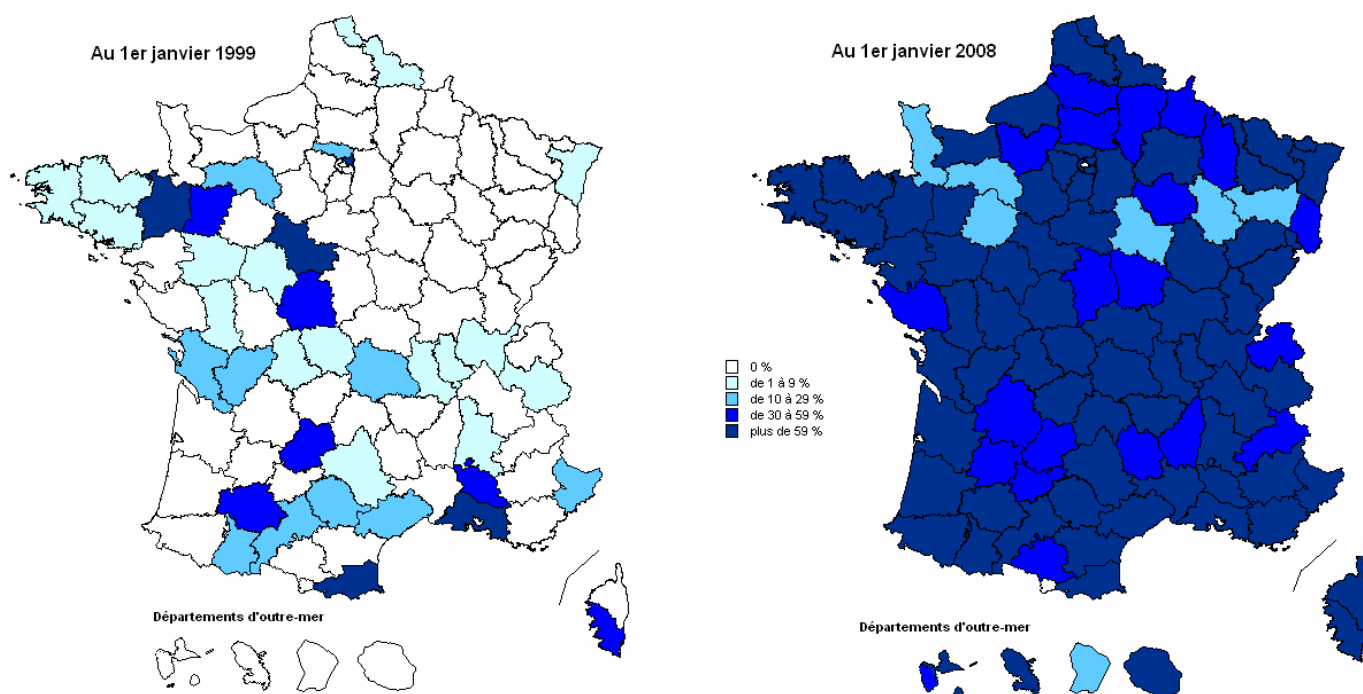 Au 1er janvier 1999
Au 1er janvier 2008
0 %
de 1 à 9 %
de 10 à 29 %
de 30 à 59 %
plus de 59 %
Départements d'outre-mer
Départements d'outre-mer